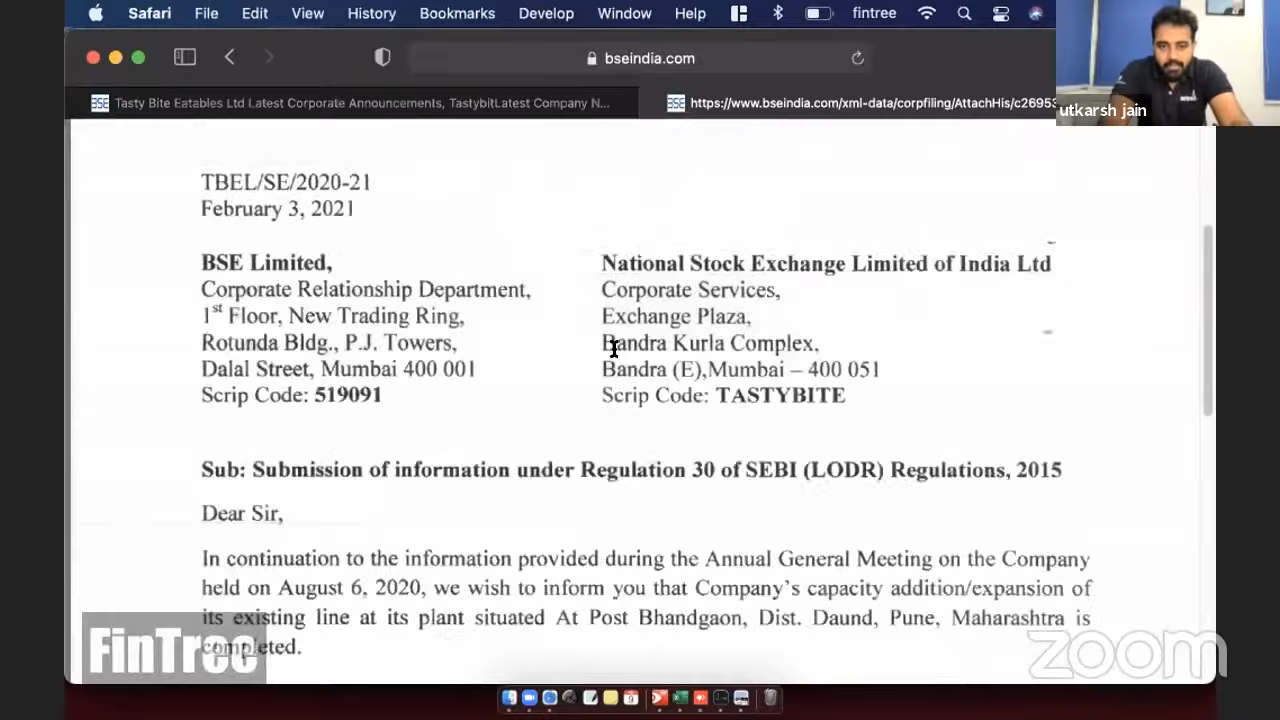 Safari File Edit View History Bookmarks Develop Window Help fintree
bseindia.com
BSE Tasty Bite Eatables Ltd Latest Corporate Announcements, TastybitLatest Company N...
BSE https://www.bseindia.com/xml-data/corpfiling/AttachHis/c26953
utkarsh jain
TBEL/SE/2020-21
February 3, 2021
BSE Limited,
Corporate Relationship Department,
1st Floor, New Trading Ring,
Rotunda Bldg., P.J. Towers,
Dalal Street, Mumbai 400 001
Scrip Code: 519091
National Stock Exchange Limited of India Ltd
Corporate Services,
Exchange Plaza,
Bandra Kurla Complex,
Bandra (E),Mumbai – 400 051
Scrip Code: TASTYBITE
Sub: Submission of information under Regulation 30 of SEBI (LODR) Regulations, 2015
Dear Sir,
In continuation to the information provided during the Annual General Meeting on the Company
held on August 6, 2020, we wish to inform you that Company's capacity addition/expansion of
its existing line at its plant situated At Post Bhandgaon, Dist. Daund, Pune, Maharashtra is
completed.
FinTree
zoom